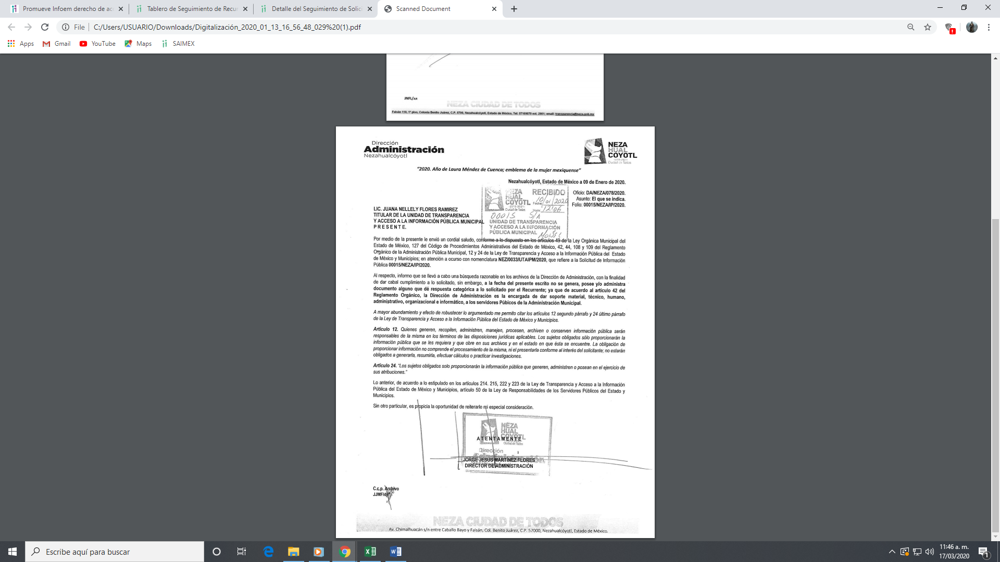 Promueve Infoem derecho de acc
Tablero de Seguimiento de Recur
Detalle del Seguimiento de Solici
Scanned Document
File
C:/Users/USUARIO/Downloads/Digitalización_2020_01_13_16_56_48_029%20(1).pdf
Apps
Gmail
YouTube
Maps
SAIMEX
JNFL/JLR
NEZA CIUDAD DE TODOS
Faisán 110, 1º piso, Colonia Benito Juárez, C.P. 5700, Nezahualcóyotl, Estado de México, Tel: 57169070 ext. 2901; email: transparencia@neza.gob.mx
Dirección
Administración
Nezahualcóyotl
NEZA
HUAL
COYOTL
Ciudad de Todos
"2020. Año de Laura Méndez de Cuenca; emblema de la mujer mexiquense"
Nezahualcóyotl, Estado de México a 09 de Enero de 2020.
Oficio: DA/NEZA/078/2020.
Asunto: El que se indica.
Folio: 00015/NEZA/IP/2020.
NEZA
HUAL
COYOTL
-2019-2021-
Ciudad de Todos
RECIBIDO
Fecha: 10/01/2020
Hora: 12:06
00015 S/A
UNIDAD DE TRANSPARENCIA
Y ACCESO A LA INFORMACIÓN
PÚBLICA MUNICIPAL
LIC. JUANA NELLELY FLORES RAMIREZ
TITULAR DE LA UNIDAD DE TRANSPARENCIA
Y ACCESO A LA INFORMACIÓN PÚBLICA MUNICIPAL
P R E S E N T E.
Por medio de la presente le envió un cordial saludo, conforme a lo dispuesto en los artículos 49 de la Ley Orgánica Municipal del
Estado de México, 127 del Código de Procedimientos Administrativos del Estado de México, 42, 44, 108 y 109 del Reglamento
Orgánico de la Administración Pública Municipal, 12 y 24 de la Ley de Transparencia y Acceso a la Información Pública del Estado
de México y Municipios; en atención a ocurso con nomenclatura NEZ/0033/UTAIPM/2020, que refiere a la Solicitud de Información
Pública 00015/NEZA/IP/2020.
Al respecto, informo que se llevó a cabo una búsqueda razonable en los archivos de la Dirección de Administración, con la finalidad
de dar cabal cumplimiento a lo solicitado, sin embargo, a la fecha del presente escrito no se genera, posee y/o administra
documento alguno que dé respuesta categórica a lo solicitado por el Recurrente; ya que de acuerdo al artículo 42 del
Reglamento Orgánico, la Dirección de Administración es la encargada de dar soporte material, técnico, humano,
administrativo, organizacional e informático, a los servidores Púbicos de la Administración Municipal.
A mayor abundamiento y efecto de robustecer lo argumentado me permito citar los artículos 12 segundo párrafo y 24 último párrafo
de la Ley de Transparencia y Acceso a la Información Pública del Estado de México y Municipios.
Artículo 12. Quienes generen, recopilen, administren, manejen, procesen, archiven o conserven información pública serán
responsables de la misma en los términos de las disposiciones jurídicas aplicables. Los sujetos obligados sólo proporcionarán la
información pública que se les requiera y que obre en sus archivos y en el estado en que ésta se encuentre. La obligación de
proporcionar información no comprende el procesamiento de la misma, ni el presentarla conforme al interés del solicitante; no estarán
obligados a generarla, resumirla, efectuar cálculos o practicar investigaciones.
Artículo 24. "Los sujetos obligados solo proporcionarán la información pública que generen, administren o posean en el ejercicio de
sus atribuciones."
Lo anterior, de acuerdo a lo estipulado en los artículos 214. 215, 222 y 223 de la Ley de Transparencia y Acceso a la Información
Pública del Estado de México y Municipios, artículo 50 de la Ley de Responsabilidades de los Servidores Públicos del Estado y
Municipios.
Sin otro particular, es propicia la oportunidad de reiterarle mi especial consideración.
NEZA
HUAL
COYOTL
Ciudad de Todos
A T E N T A M E N T E
Dirección
Administración
JORGE JESÚS MARTÍNEZ FLORES
DIRECTOR DE ADMINISTRACIÓN
C.c.p. Archivo
NEZA CIUDAD DE TODOS
Av. Chimalhuacán s/n entre Caballo Bayo y Faisán, Col. Benito Juárez, C.P. 57000, Nezahualcóyotl, Estado de México.
Escribe aquí para buscar
11:46 a. m.
17/03/2020
1